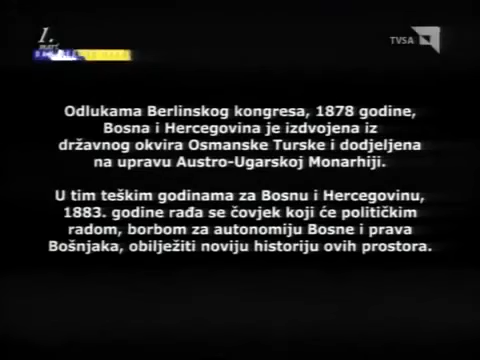 1.
mart
TVSA
Odlukama Berlinskog kongresa, 1878 godine,
Bosna i Hercegovina je izdvojena iz
državnog okvira Osmanske Turske i dodjeljena
na upravu Austro-Ugarskoj Monarhiji.
U tim teškim godinama za Bosnu i Hercegovinu,
1883. godine rađa se čovjek koji će političkim
radom, borbom za autonomiju Bosne i prava
Bošnjaka, obilježiti noviju historiju ovih prostora.